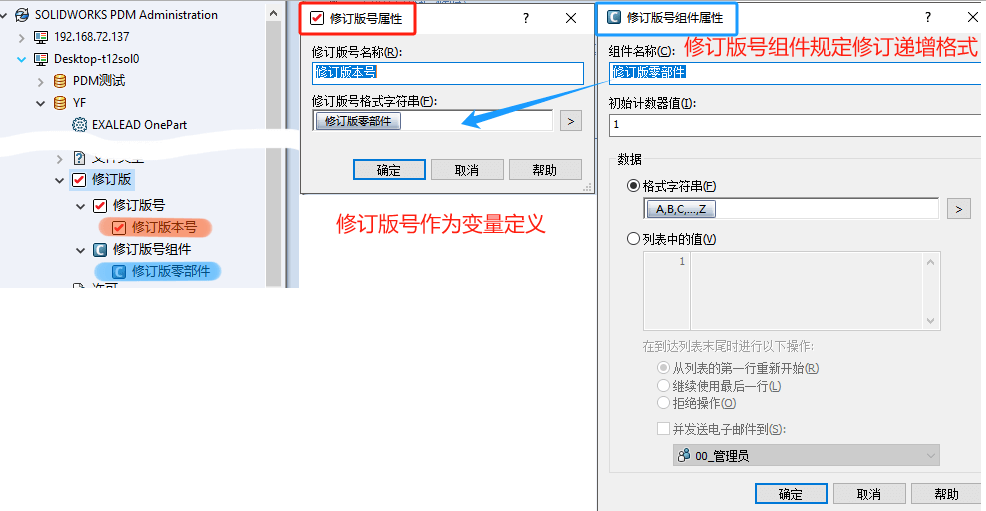 SOLIDWORKS PDM Administration
192.168.72.137
Desktop-t12sol0
PDM测试
YF
EXALEAD OnePart
修订版
修订版号
修订版本号
修订版号组件
修订版零部件
修订版号属性
?
修订版号名称(R):
修订版本号
修订版号格式字符串(F):
修订版零部件
>
确定
取消
帮助
修订版号作为变量定义
修订版号组件属性
?
修订版号组件规定修订递增格式
组件名称(C):
修订版零部件
初始计数器值(I):
1
数据
格式字符串(F)
A,B,C,...,Z
>
列表中的值(V)
1
在到达列表末尾时进行以下操作:
从列表的第一行重新开始(R)
继续使用最后一行(L)
拒绝操作(O)
并发送电子邮件到(S):
00_管理员
确定
取消
帮助